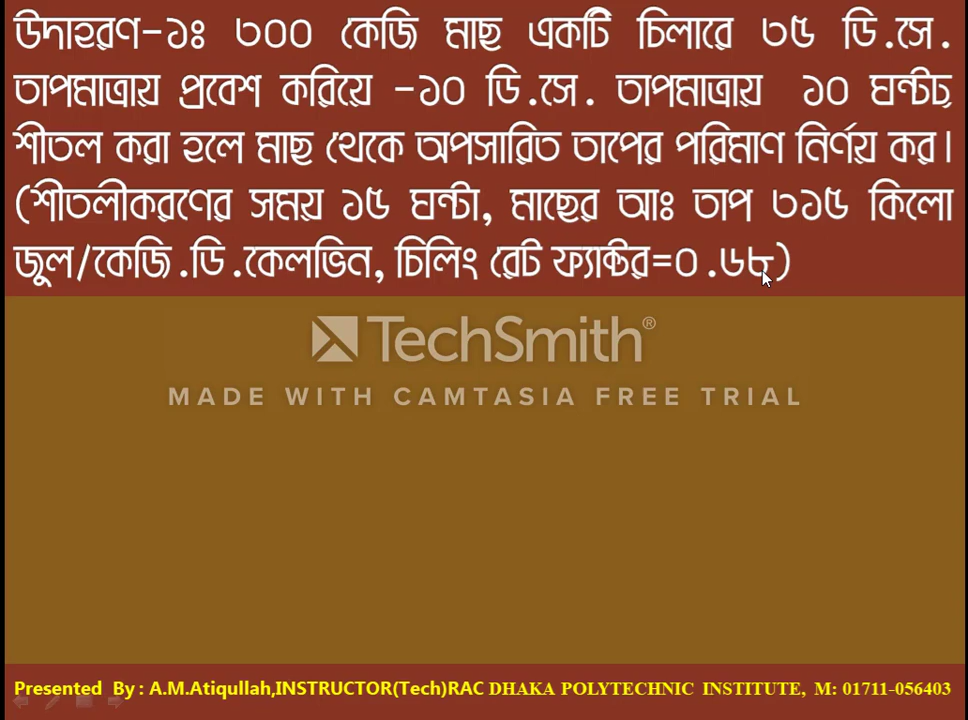 উদাহরণ-১ঃ ৩০০ কেজি মাছ একটি চিলারে ৩৫ ডি.সে.
তাপমাত্রায় প্রবেশ করিয়ে -১০ ডি.সে. তাপমাত্রায় ১০ ঘন্টায়
শীতল করা হলে মাছ থেকে অপসারিত তাপের পরিমাণ নির্ণয় কর।
(শীতলীকরণের সময় ১৫ ঘন্টা, মাছের আঃ তাপ ৩১৫ কিলো
জুল/কেজি.ডি.কেলভিন, চিলিং রেট ফ্যাক্টর=০.৬৮)
TechSmith®
MADE WITH CAMTASIA FREE TRIAL
Presented By : A.M.Atiqullah,INSTRUCTOR(Tech)RAC DHAKA POLYTECHNIC INSTITUTE, M: 01711-056403